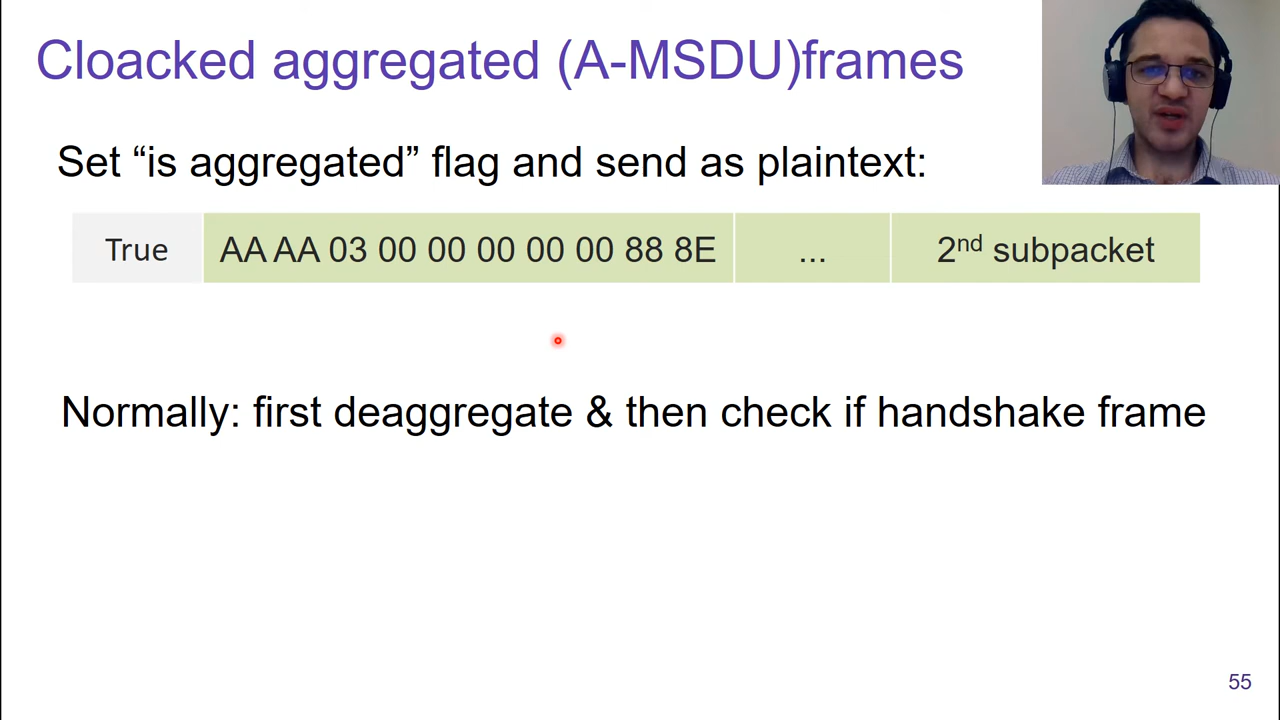 Cloacked aggregated (A-MSDU)frames
Set “is aggregated” flag and send as plaintext:
True AA AA 03 00 00 00 00 00 88 8E ... 2nd subpacket
Normally: first deaggregate & then check if handshake frame
55